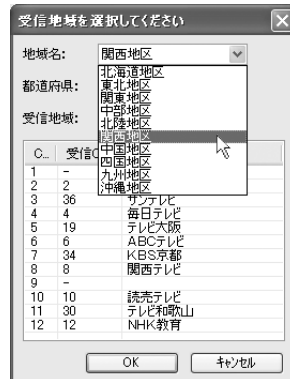 受信地域を選択してください
地域名:
関西地区
北海道地区
東北地区
関東地区
中部地区
北陸地区
関西地区
中国地区
四国地区
九州地区
沖縄地区
都道府県:
受信地域:
C... 受信C
1 -
2 2
3 36 サンテレビ
4 4 毎日テレビ
5 19 テレビ大阪
6 6 ABCテレビ
7 34 KBS京都
8 8 関西テレビ
9 -
10 10 読売テレビ
11 30 テレビ和歌山
12 12 NHK教育
OK キャンセル